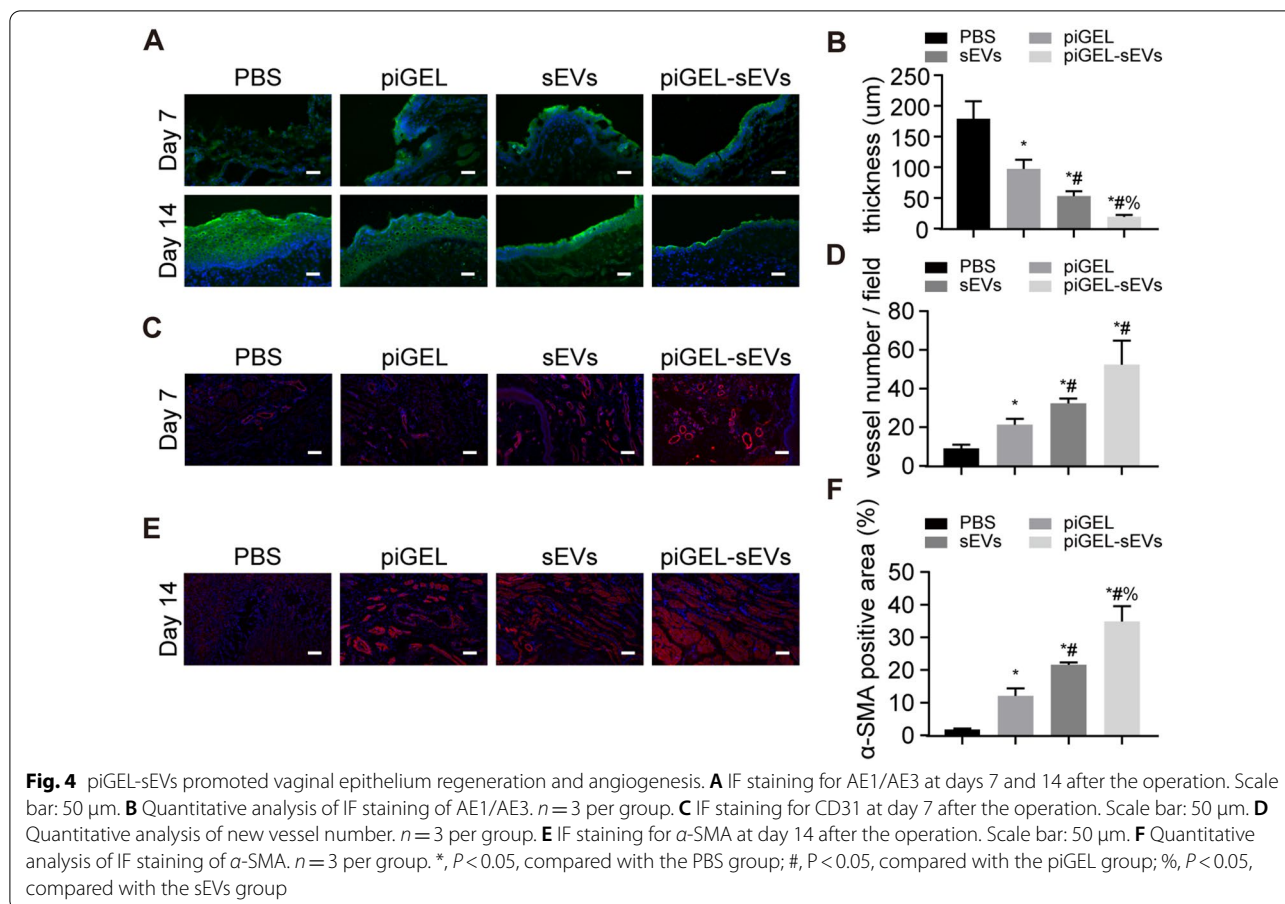 A
PBS piGEL sEVs piGEL-sEVs
Day 7
Day 14
B
PBS piGEL
sEVs piGEL-sEVs
thickness (um)
250
200
150
100
50
0
*
*#
*#%
C
PBS piGEL sEVs piGEL-sEVs
Day 7
D
PBS piGEL
sEVs piGEL-sEVs
vessel number / field
80
60
40
20
0
*
*#
*#
E
PBS piGEL sEVs piGEL-sEVs
Day 14
F
PBS piGEL
sEVs piGEL-sEVs
α-SMA positive area (%)
50
40
30
20
10
0
*
*#
*#%
Fig. 4 piGEL-sEVs promoted vaginal epithelium regeneration and angiogenesis. A IF staining for AE1/AE3 at days 7 and 14 after the operation. Scale
bar: 50 μm. B Quantitative analysis of IF staining of AE1/AE3. n = 3 per group. C IF staining for CD31 at day 7 after the operation. Scale bar: 50 μm. D
Quantitative analysis of new vessel number. n = 3 per group. E IF staining for α-SMA at day 14 after the operation. Scale bar: 50 μm. F Quantitative
analysis of IF staining of α-SMA. n = 3 per group. *, P < 0.05, compared with the PBS group; #, P < 0.05, compared with the piGEL group; %, P < 0.05,
compared with the sEVs group